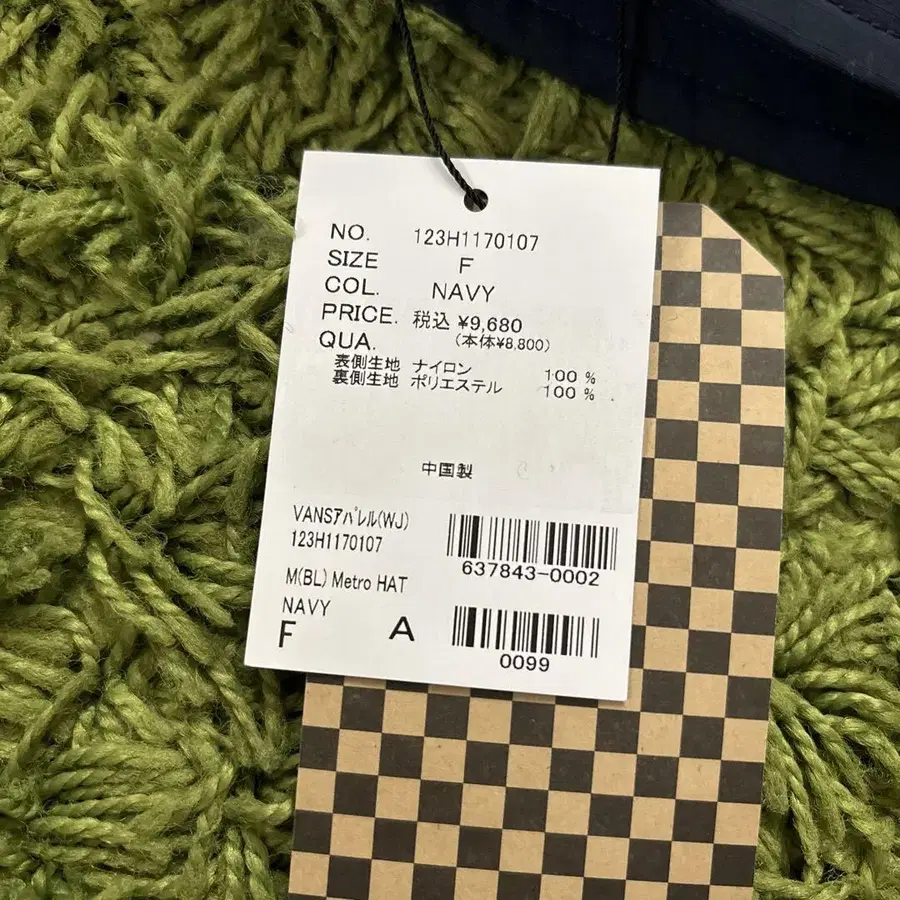 NO. 123H1170107
SIZE F
COL. NAVY
PRICE. 税込 ¥9,680
QUA. (本体¥8,800)
表側生地 ナイロン 100 %
裏側生地 ポリエステル 100 %
中国製
VANSアパレル(WJ)
123H1170107
637843-0002
M(BL) Metro HAT
NAVY
F A
0099